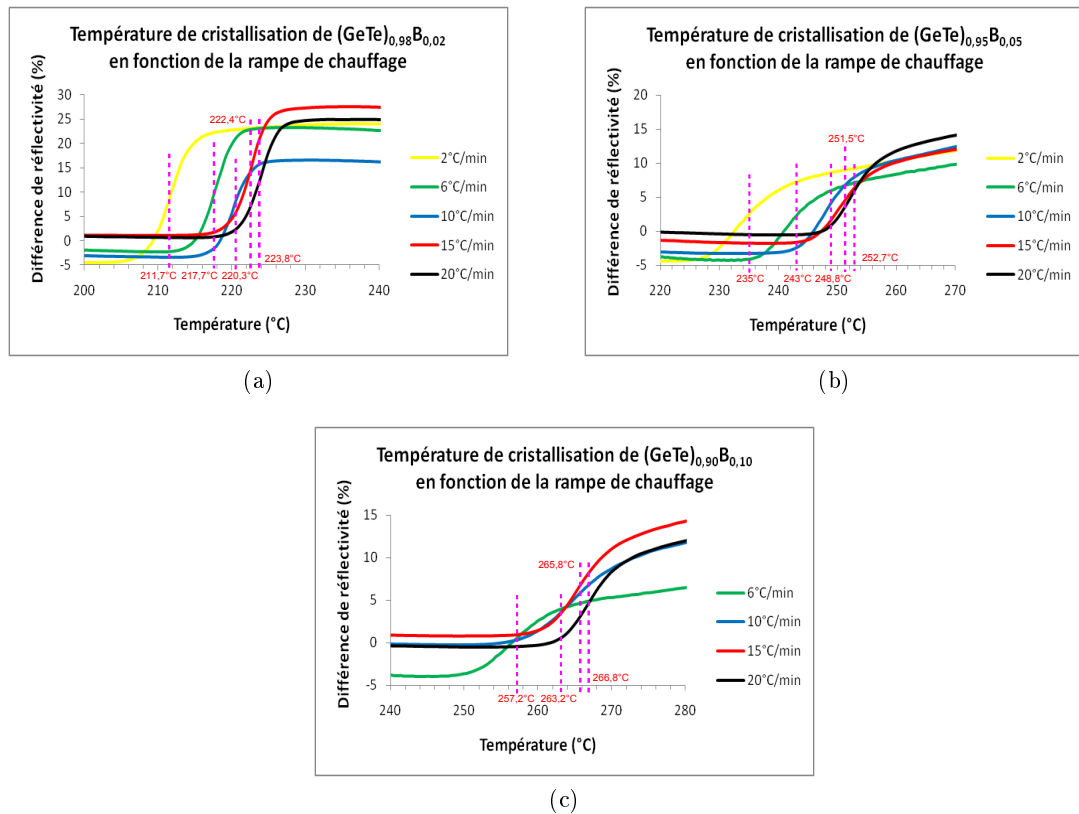 Température de cristallisation de (GeTe)0,98B0,02
en fonction de la rampe de chauffage
Différence de réflectivité (%)
30
25
20
15
10
5
0
-5
200
210
220
230
240
222,4°C
211,7°C
217,7°C
220,3°C
223,8°C
Température (°C)
2°C/min
6°C/min
10°C/min
15°C/min
20°C/min
(a)
Température de cristallisation de (GeTe)0,95B0,05
en fonction de la rampe de chauffage
Différence de réflectivité (%)
20
15
10
5
0
-5
220
230
240
250
260
270
251,5°C
235°C
243°C
248,8°C
252,7°C
Température (°C)
2°C/min
6°C/min
10°C/min
15°C/min
20°C/min
(b)
Température de cristallisation de (GeTe)0,90B0,10
en fonction de la rampe de chauffage
Différence de réflectivité (%)
15
10
5
0
-5
240
250
260
270
280
265,8°C
257,2°C
263,2°C
266,8°C
Température (°C)
6°C/min
10°C/min
15°C/min
20°C/min
(c)